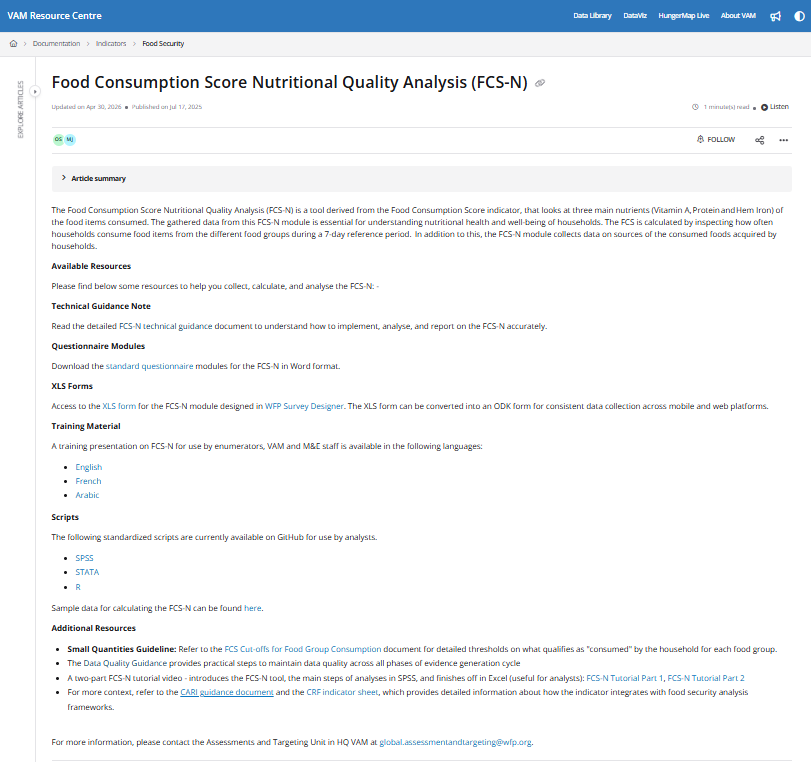 VAM Resource Centre
Data Library DataViz HungerMap Live About VAM
Documentation > Indicators > Food Security
EXPLORE ARTICLES
Food Consumption Score Nutritional Quality Analysis (FCS-N)
Updated on Apr 30, 2026 • Published on Jul 17, 2025
1 minute(s) read • Listen
OS MJ
FOLLOW
Article summary
The Food Consumption Score Nutritional Quality Analysis (FCS-N) is a tool derived from the Food Consumption Score indicator, that looks at three main nutrients (Vitamin A, Protein and Hem Iron) of
the food items consumed. The gathered data from this FCS-N module is essential for understanding nutritional health and well-being of households. The FCS is calculated by inspecting how often
households consume food items from the different food groups during a 7-day reference period. In addition to this, the FCS-N module collects data on sources of the consumed foods acquired by
households.
Available Resources
Please find below some resources to help you collect, calculate, and analyse the FCS-N: -
Technical Guidance Note
Read the detailed FCS-N technical guidance document to understand how to implement, analyse, and report on the FCS-N accurately.
Questionnaire Modules
Download the standard questionnaire modules for the FCS-N in Word format.
XLS Forms
Access to the XLS form for the FCS-N module designed in WFP Survey Designer. The XLS form can be converted into an ODK form for consistent data collection across mobile and web platforms.
Training Material
A training presentation on FCS-N for use by enumerators, VAM and M&E staff is available in the following languages:
• English
• French
• Arabic
Scripts
The following standardized scripts are currently available on GitHub for use by analysts.
• SPSS
• STATA
• R
Sample data for calculating the FCS-N can be found here.
Additional Resources
• Small Quantities Guideline: Refer to the FCS Cut-offs for Food Group Consumption document for detailed thresholds on what qualifies as "consumed" by the household for each food group.
• The Data Quality Guidance provides practical steps to maintain data quality across all phases of evidence generation cycle
• A two-part FCS-N tutorial video - introduces the FCS-N tool, the main steps of analyses in SPSS, and finishes off in Excel (useful for analysts): FCS-N Tutorial Part 1, FCS-N Tutorial Part 2
• For more context, refer to the CARI guidance document and the CRF indicator sheet, which provides detailed information about how the indicator integrates with food security analysis
frameworks.
For more information, please contact the Assessments and Targeting Unit in HQ VAM at global.assessmentandtargeting@wfp.org.